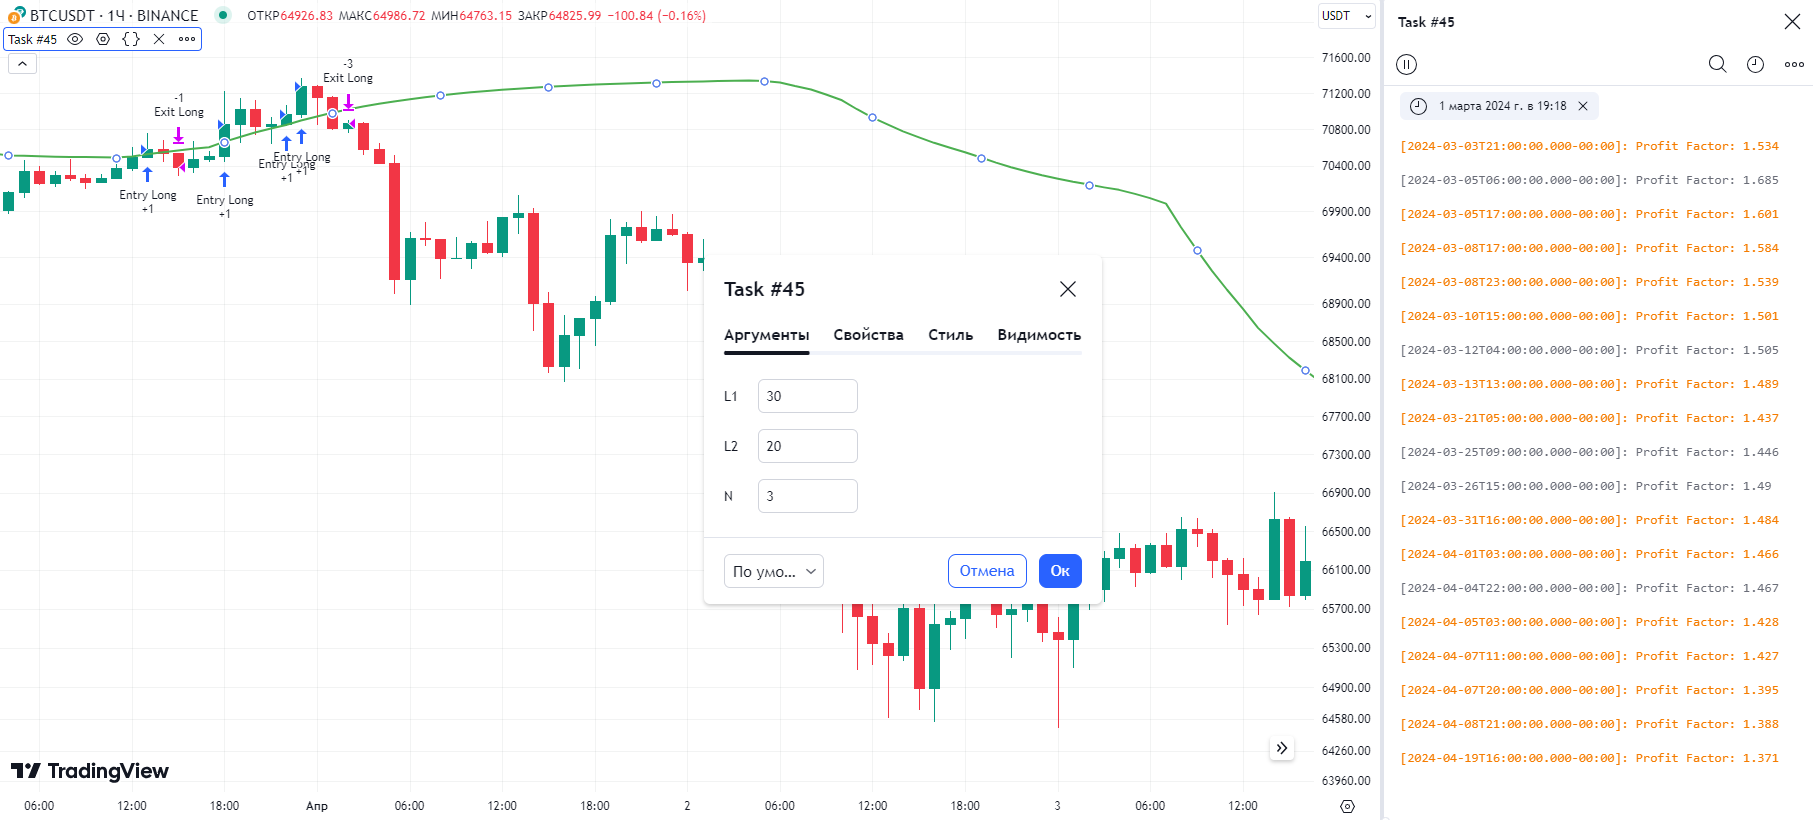 BTCUSDT · 1Ч · BINANCE ОТКР64926.83 МАКС64986.72 МИН64763.15 ЗАКР64825.99 −100.84 (−0.16%)
Task #45
-1
Exit Long
-3
Exit Long
Entry Long
+1
Entry Long
+1
Entry Long
Entry Long
+1
+1
USDT
71600.00
71200.00
70800.00
70400.00
69900.00
69400.00
68900.00
68500.00
68100.00
67700.00
67300.00
66900.00
66500.00
66100.00
65700.00
65300.00
64900.00
64580.00
64260.00
63960.00
Task #45
Аргументы Свойства Стиль Видимость
L1 30
L2 20
N 3
По умо... Отмена Ок
TradingView
06:00 12:00 18:00 Апр 06:00 12:00 18:00 2 06:00 12:00 18:00 3 06:00 12:00
Task #45
1 марта 2024 г. в 19:18
[2024-03-03T21:00:00.000-00:00]: Profit Factor: 1.534
[2024-03-05T06:00:00.000-00:00]: Profit Factor: 1.685
[2024-03-05T17:00:00.000-00:00]: Profit Factor: 1.601
[2024-03-08T17:00:00.000-00:00]: Profit Factor: 1.584
[2024-03-08T23:00:00.000-00:00]: Profit Factor: 1.539
[2024-03-10T15:00:00.000-00:00]: Profit Factor: 1.501
[2024-03-12T04:00:00.000-00:00]: Profit Factor: 1.505
[2024-03-13T13:00:00.000-00:00]: Profit Factor: 1.489
[2024-03-21T05:00:00.000-00:00]: Profit Factor: 1.437
[2024-03-25T09:00:00.000-00:00]: Profit Factor: 1.446
[2024-03-26T15:00:00.000-00:00]: Profit Factor: 1.49
[2024-03-31T16:00:00.000-00:00]: Profit Factor: 1.484
[2024-04-01T03:00:00.000-00:00]: Profit Factor: 1.466
[2024-04-04T22:00:00.000-00:00]: Profit Factor: 1.467
[2024-04-05T03:00:00.000-00:00]: Profit Factor: 1.428
[2024-04-07T11:00:00.000-00:00]: Profit Factor: 1.427
[2024-04-07T20:00:00.000-00:00]: Profit Factor: 1.395
[2024-04-08T21:00:00.000-00:00]: Profit Factor: 1.388
[2024-04-19T16:00:00.000-00:00]: Profit Factor: 1.371